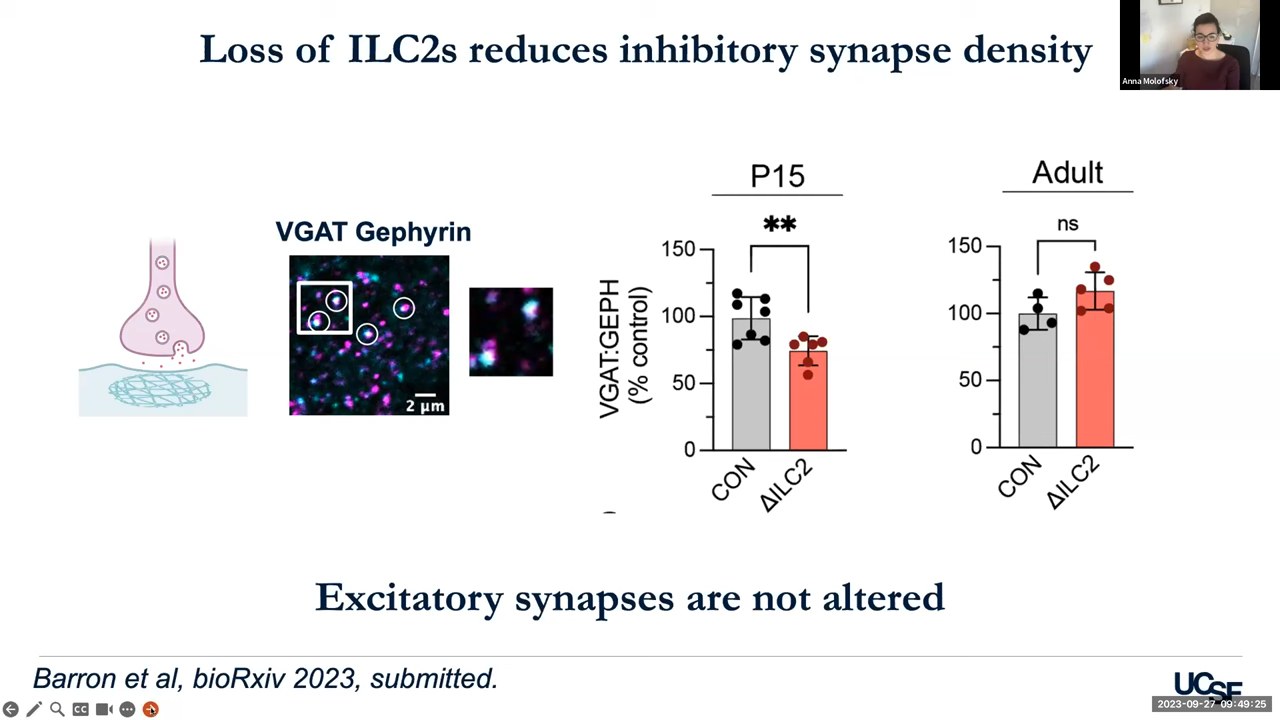 Loss of ILC2s reduces inhibitory synapse density
Anna Molofsky
P15
Adult
VGAT Gephyrin
**
ns
150
100
50
0
VGAT:GEPH
(% control)
150
100
50
0
2 μm
CON
ΔILC2
CON
ΔILC2
Excitatory synapses are not altered
Barron et al, bioRxiv 2023, submitted.
UCSF
CC
2023-09-27 09:49:25